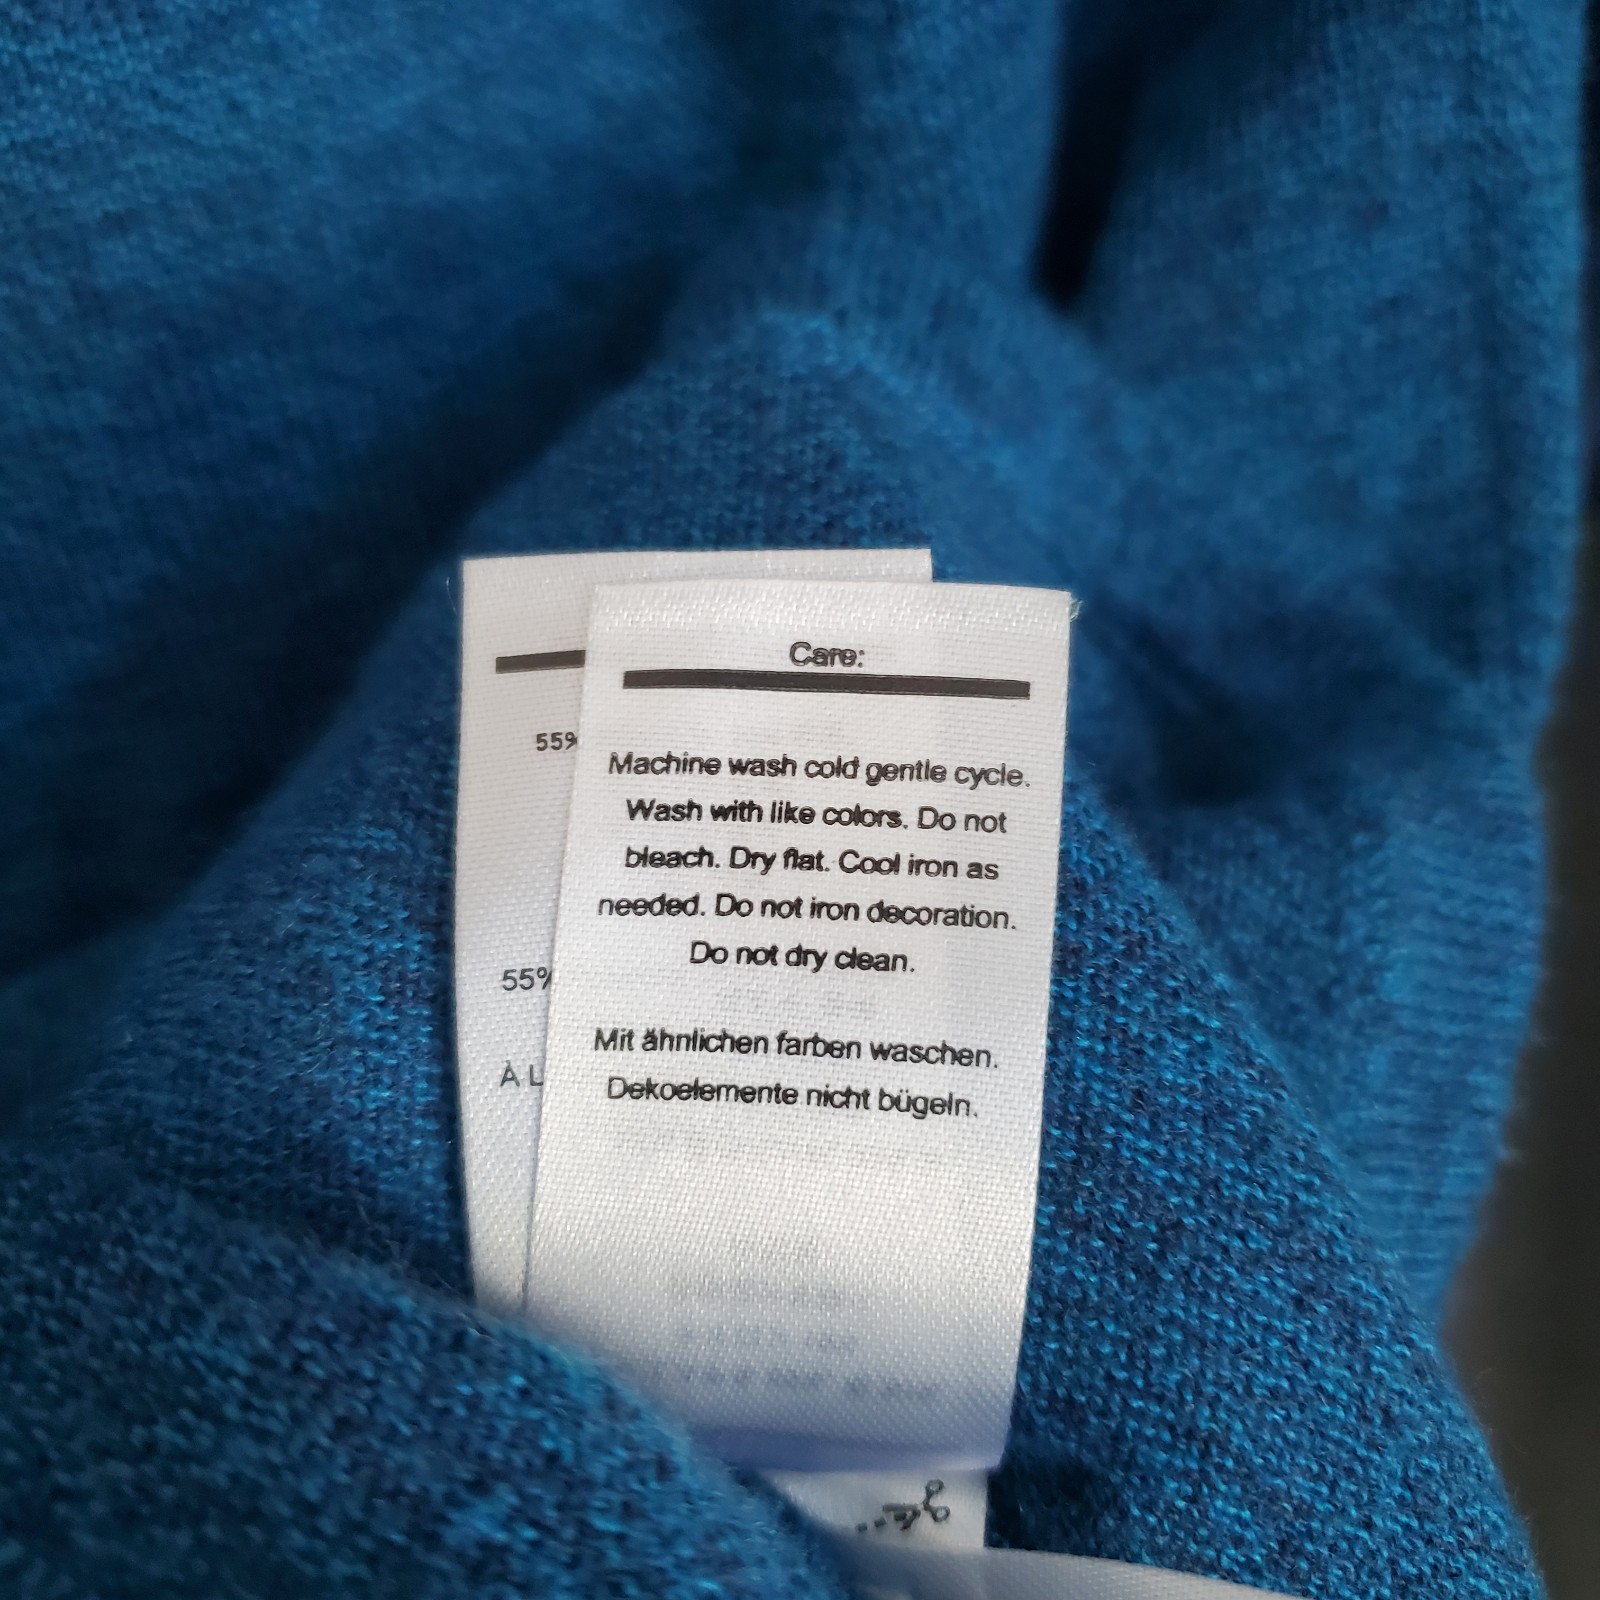 Care:
Machine wash cold gentle cycle.
Wash with like colors. Do not
bleach. Dry flat. Cool iron as
needed. Do not iron decoration.
Do not dry clean.
Mit ähnlichen farben waschen.
Dekoelemente nicht bügeln.
55%
55%
À L